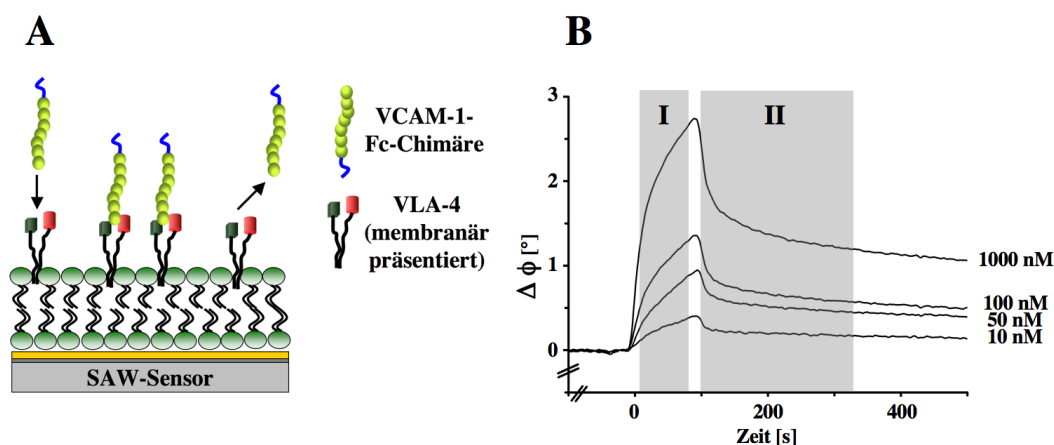 A
VCAM-1-
Fc-Chimäre
VLA-4
(membranär
präsentiert)
SAW-Sensor
B
3
2
1
0
Δ ϕ [°]
I
II
1000 nM
100 nM
50 nM
10 nM
0
200
400
Zeit [s]